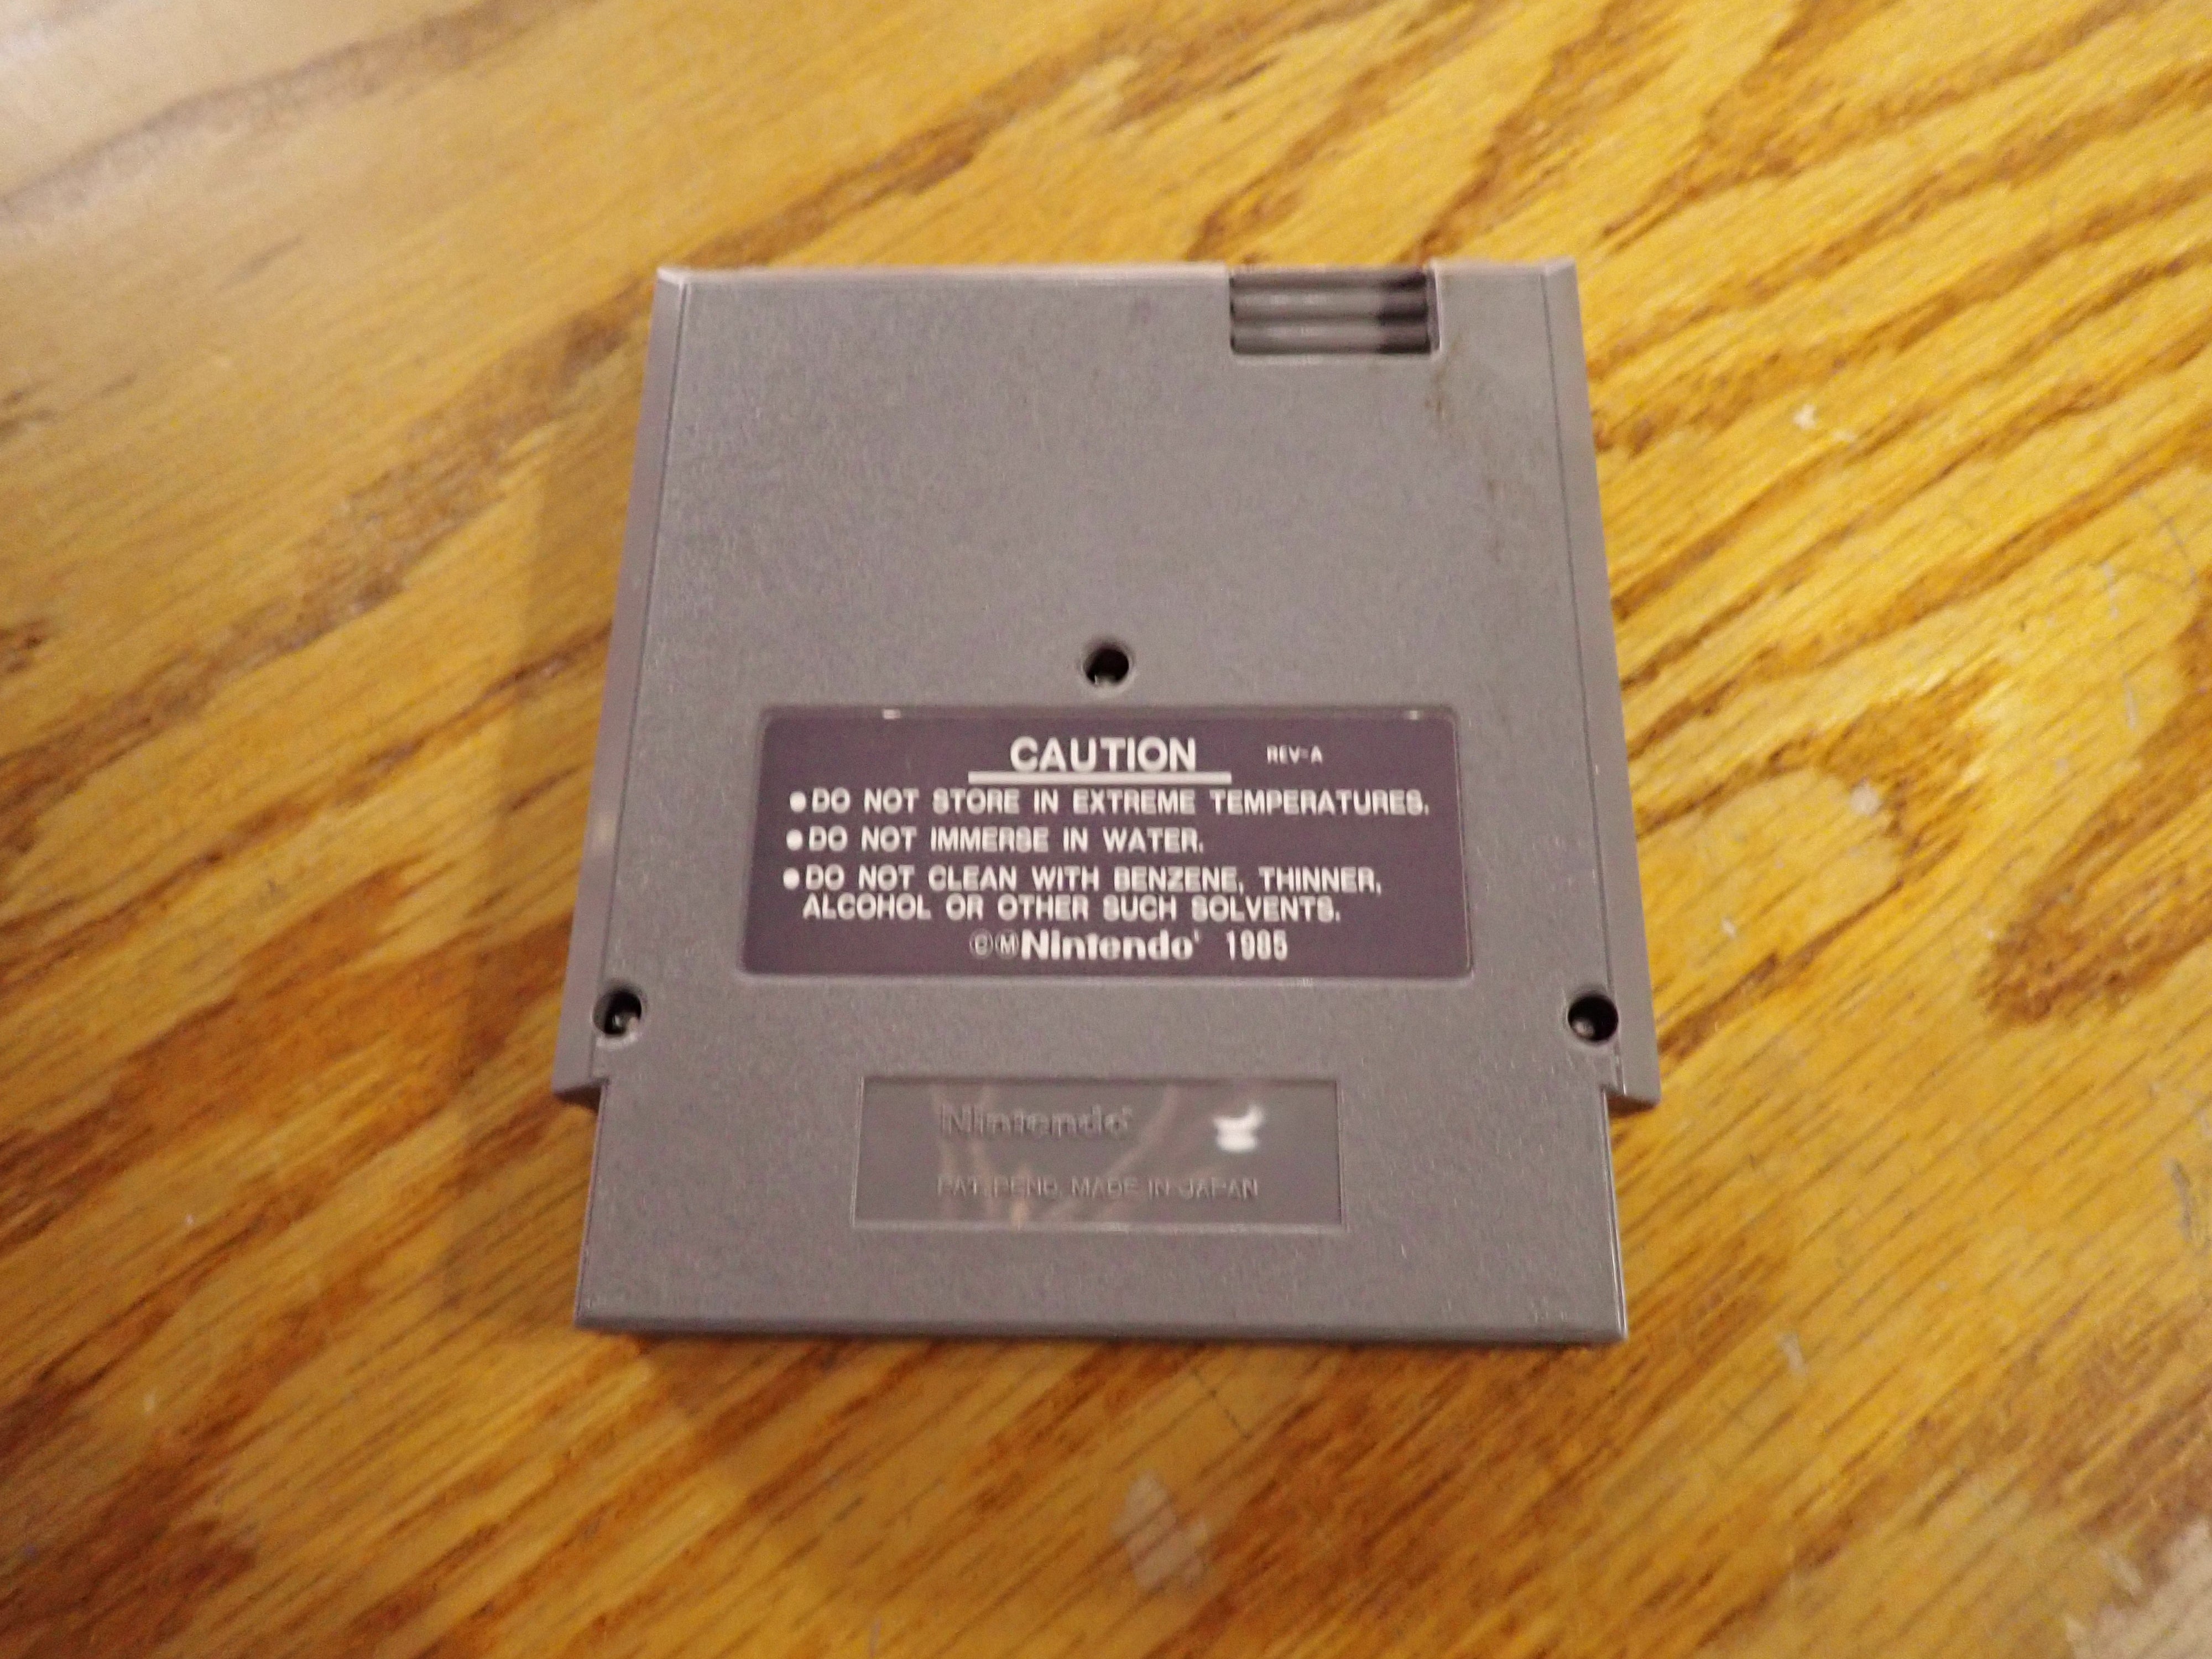 CAUTION REV-A
●DO NOT STORE IN EXTREME TEMPERATURES.
●DO NOT IMMERSE IN WATER.
●DO NOT CLEAN WITH BENZENE, THINNER,
ALCOHOL OR OTHER SUCH SOLVENTS.
©ⓂNintendo® 1985
Nintendo®
PAT. PEND. MADE IN JAPAN